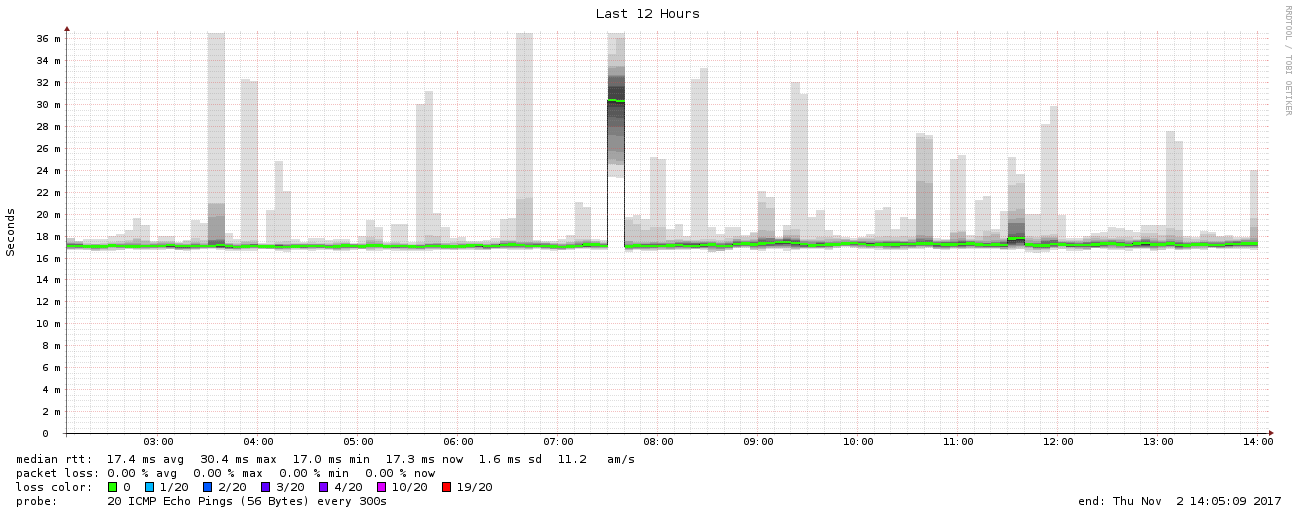 Last 12 Hours
RRDTOOL / TOBI OETIKER
Seconds
36 m
34 m
32 m
30 m
28 m
26 m
24 m
22 m
20 m
18 m
16 m
14 m
12 m
10 m
8 m
6 m
4 m
2 m
0
03:00 04:00 05:00 06:00 07:00 08:00 09:00 10:00 11:00 12:00 13:00 14:00
median rtt: 17.4 ms avg 30.4 ms max 17.0 ms min 17.3 ms now 1.6 ms sd 11.2 am/s
packet loss: 0.00 % avg 0.00 % max 0.00 % min 0.00 % now
loss color: 0 1/20 2/20 3/20 4/20 10/20 19/20
probe: 20 ICMP Echo Pings (56 Bytes) every 300s end: Thu Nov 2 14:05:09 2017